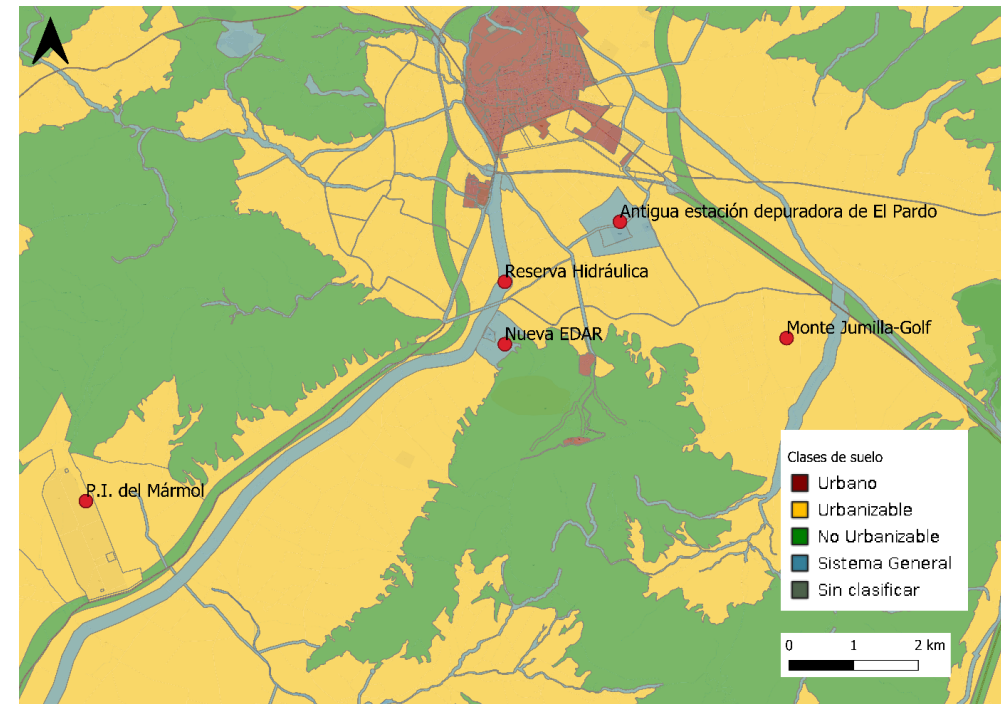 Antigua estación depuradora de El Pardo
Reserva Hidráulica
Nueva EDAR
Monte Jumilla-Golf
P.I. del Mármol
Clases de suelo
Urbano
Urbanizable
No Urbanizable
Sistema General
Sin clasificar
0 1 2 km